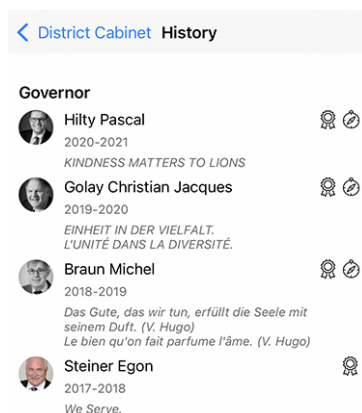 District Cabinet History
Governor
Hilty Pascal
2020-2021
KINDNESS MATTERS TO LIONS
Golay Christian Jacques
2019-2020
EINHEIT IN DER VIELFALT.
L'UNITÉ DANS LA DIVERSITÉ.
Braun Michel
2018-2019
Das Gute, das wir tun, erfüllt die Seele mit
seinem Duft. (V. Hugo)
Le bien qu'on fait parfume l'âme. (V. Hugo)
Steiner Egon
2017-2018
We Serve.